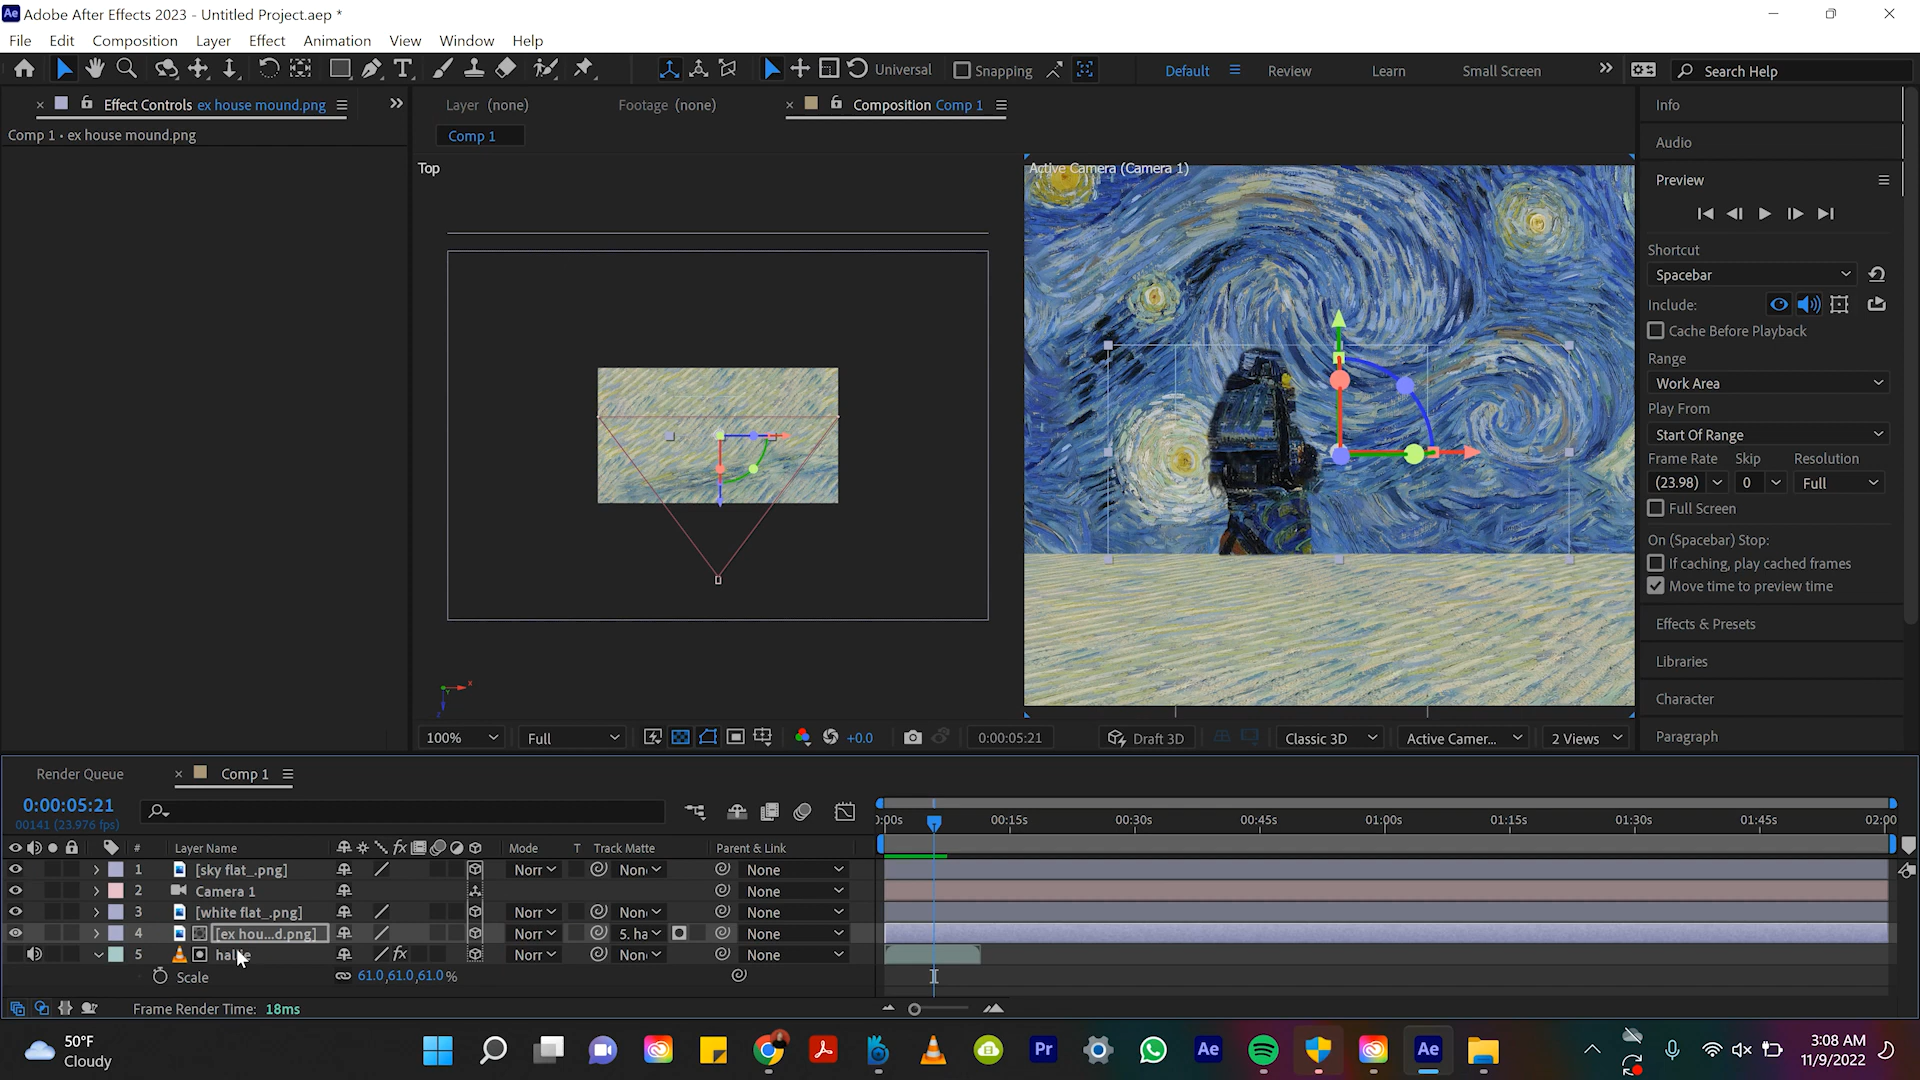 Adobe After Effects 2023 - Untitled Project.aep *
File Edit Composition Layer Effect Animation View Window Help
Universal Snapping Default Review Learn Small Screen Search Help
Effect Controls ex house mound.png Layer (none) Footage (none) Composition Comp 1
Comp 1 • ex house mound.png
Comp 1
Top
Active Camera (Camera 1)
Info
Audio
Preview
Shortcut
Spacebar
Include:
Cache Before Playback
Range
Work Area
Play From
Start Of Range
Frame Rate Skip Resolution
(23.98) 0 Full
Full Screen
On (Spacebar) Stop:
If caching, play cached frames
Move time to preview time
Effects & Presets
Libraries
Character
Paragraph
100% Full +0.0 0:00:05:21 Draft 3D Classic 3D Active Camer... 2 Views
Render Queue Comp 1
0:00:05:21
00141 (23.976 fps)
0:00s 00:15s 00:30s 00:45s 01:00s 01:15s 01:30s 01:45s 02:00
# Layer Name fx Mode T Track Matte Parent & Link
1 [sky flat_.png] Norr Non None
2 Camera 1 None
3 [white flat_.png] Norr Non None
4 [ex hou...d.png] Norr 5. ha None
5 fx Norr Non None
Scale 61.0,61.0,61.0 %
Frame Render Time: 18ms
50°F
Cloudy
Pr Ae Ae
3:08 AM
11/9/2022